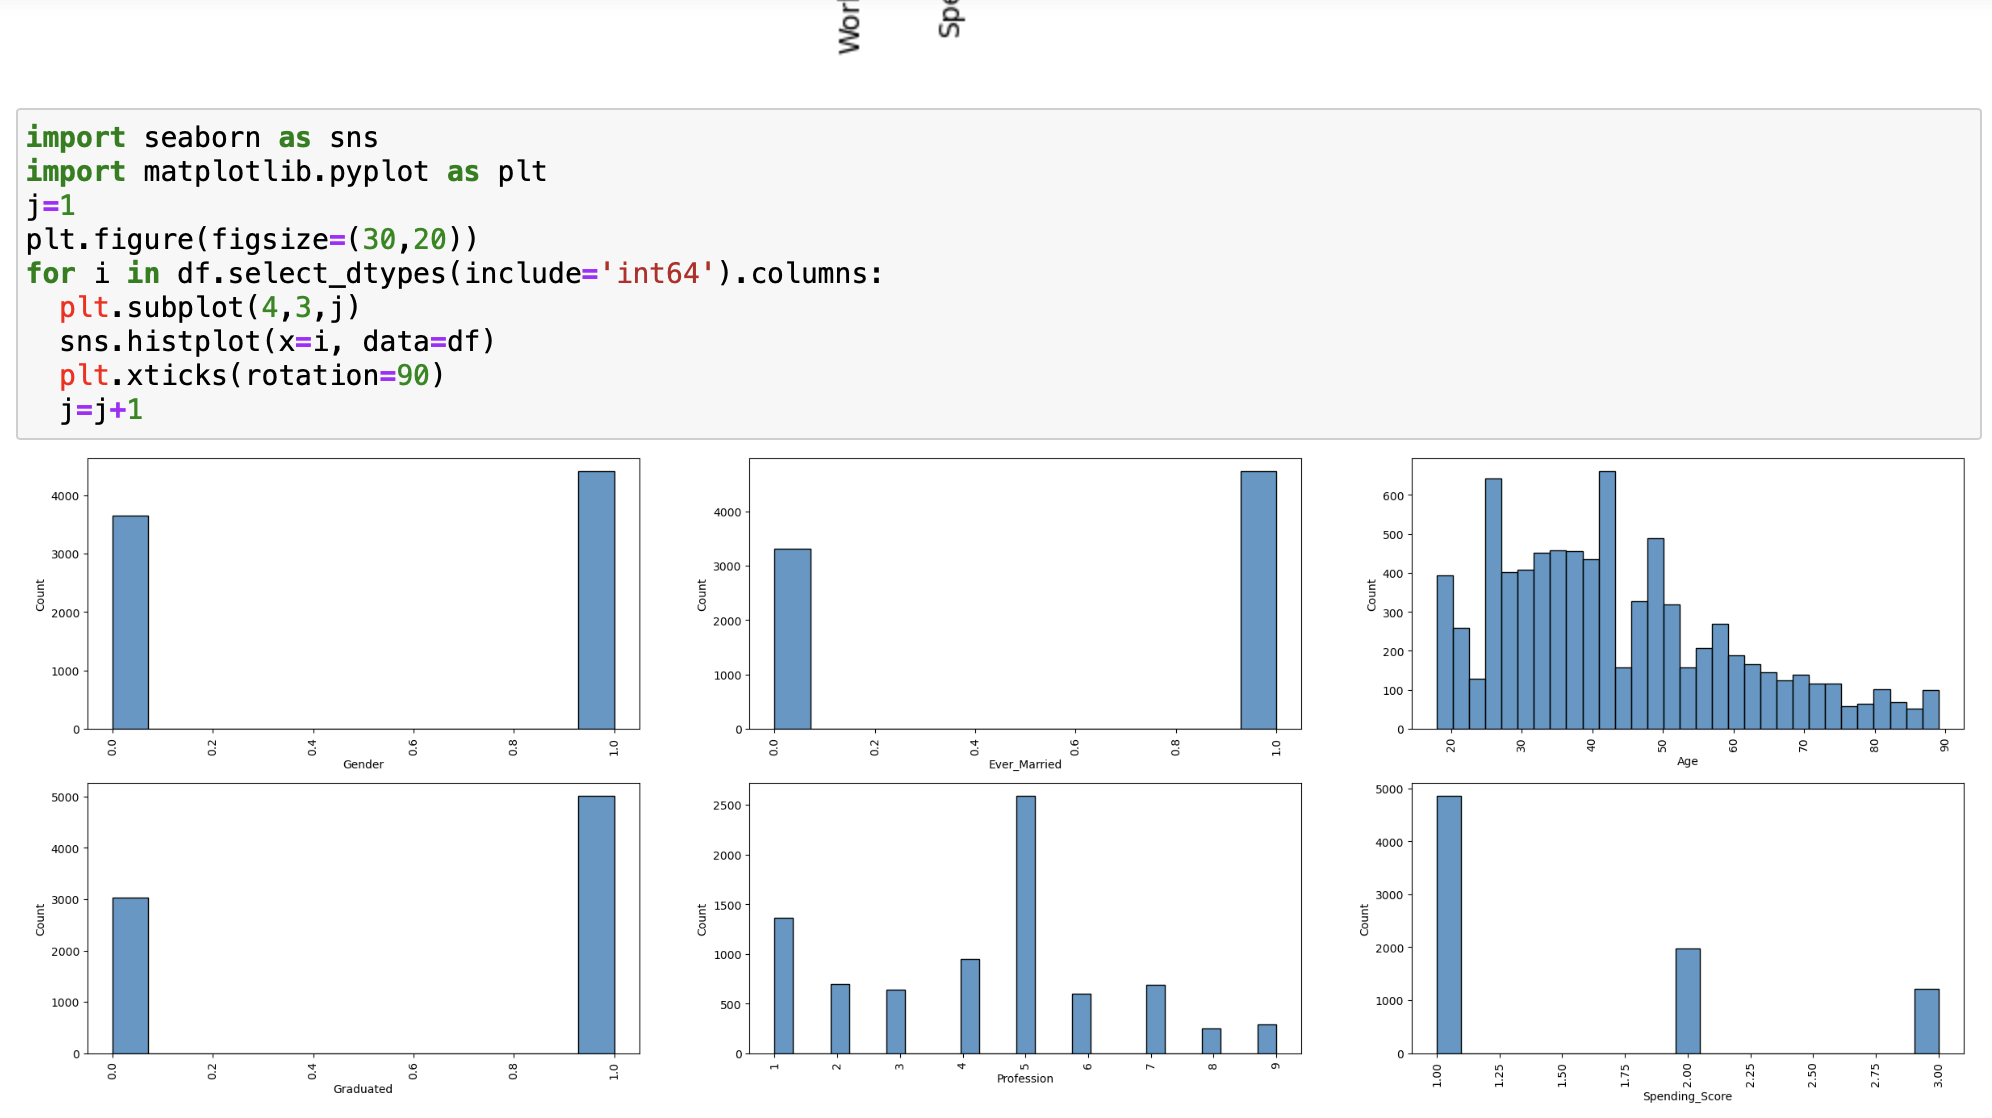 import seaborn as sns
import matplotlib.pyplot as plt
j=1
plt.figure(figsize=(30,20))
for i in df.select_dtypes(include='int64').columns:
  plt.subplot(4,3,j)
  sns.histplot(x=i, data=df)
  plt.xticks(rotation=90)
  j=j+1
4000
3000
2000
1000
0
Count
0.0 0.2 0.4 0.6 0.8 1.0
Gender
4000
3000
2000
1000
0
Count
0.0 0.2 0.4 0.6 0.8 1.0
Ever_Married
600
500
400
300
200
100
0
Count
20 30 40 50 60 70 80 90
Age
5000
4000
3000
2000
1000
0
Count
0.0 0.2 0.4 0.6 0.8 1.0
Graduated
2500
2000
1500
1000
500
0
Count
1 2 3 4 5 6 7 8 9
Profession
5000
4000
3000
2000
1000
0
Count
1.00 1.25 1.50 1.75 2.00 2.25 2.50 2.75 3.00
Spending_Score